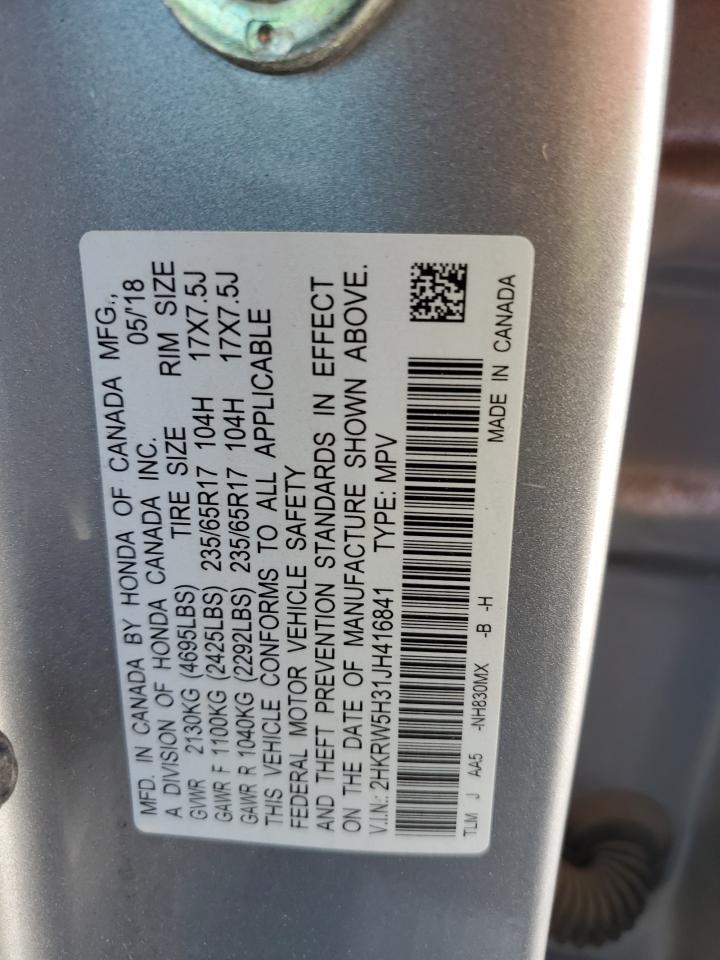 MFD. IN CANADA BY HONDA OF CANADA MFG.,
A DIVISION OF HONDA CANADA INC. 05/'18
GVWR 2130KG (4695LBS) TIRE SIZE RIM SIZE
GAWR F 1100KG (2425LBS) 235/65R17 104H 17X7.5J
GAWR R 1040KG (2292LBS) 235/65R17 104H 17X7.5J
THIS VEHICLE CONFORMS TO ALL APPLICABLE
FEDERAL MOTOR VEHICLE SAFETY
AND THEFT PREVENTION STANDARDS IN EFFECT
ON THE DATE OF MANUFACTURE SHOWN ABOVE.
V.I.N.: 2HKRW5H31JH416841 TYPE: MPV
TLM J AA5 -NH830MX -B -H MADE IN CANADA